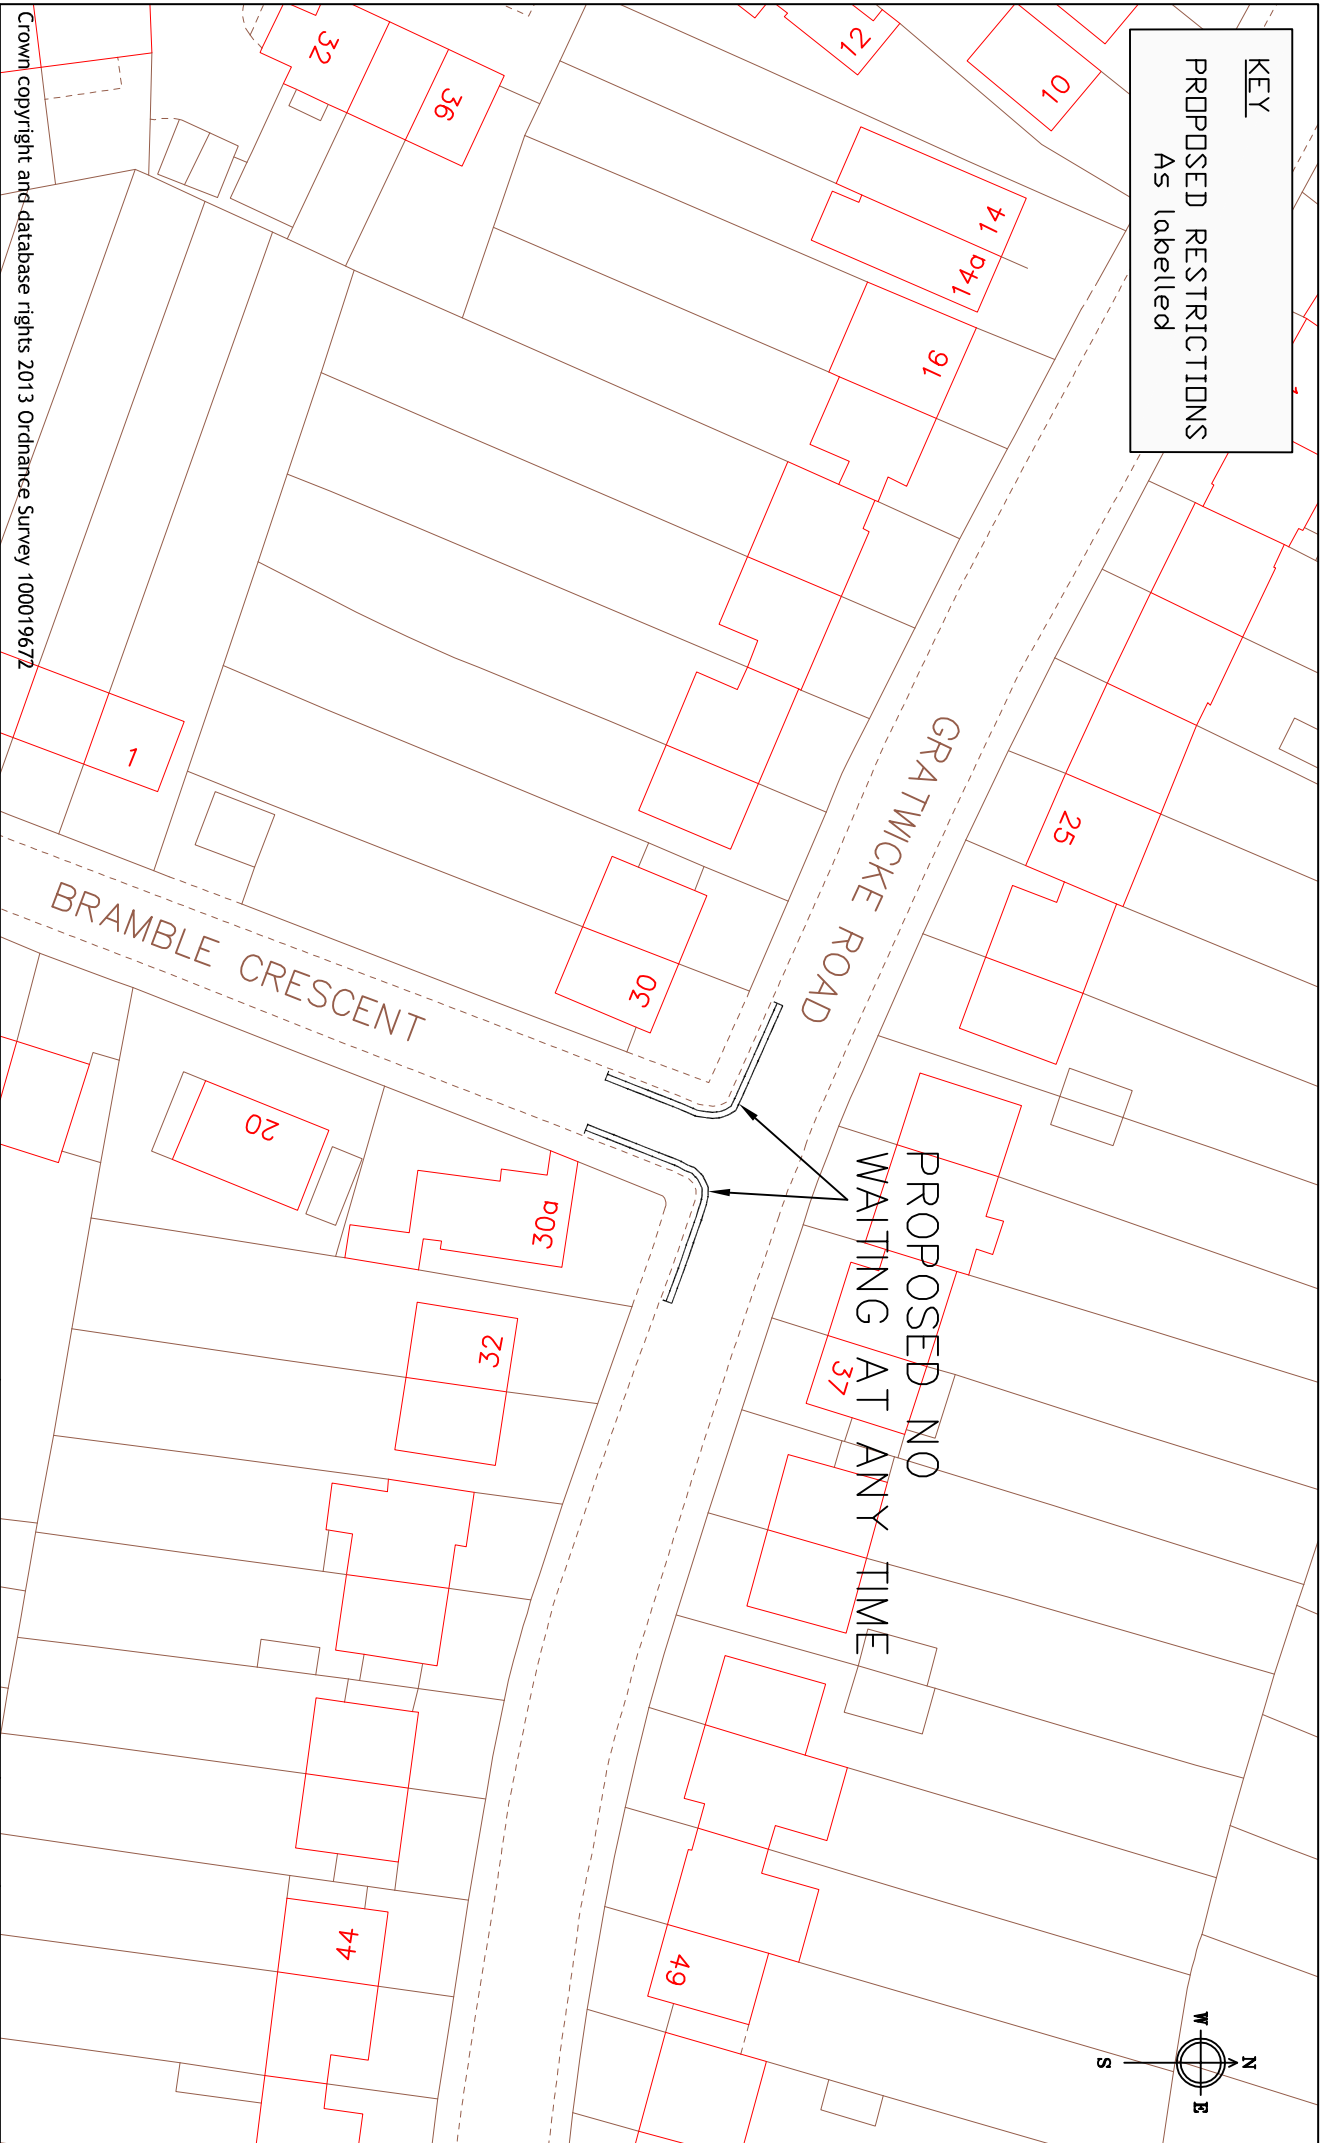 KEY
PROPOSED RESTRICTIONS
As labelled
10
12
32
36
14
14a
16
25
GRATWICKE ROAD
30
1
BRAMBLE CRESCENT
PROPOSED NO
WAITING AT ANY TIME
37
20
30a
32
44
49
N
W
E
S
Crown copyright and database rights 2013 Ordnance Survey 100019672